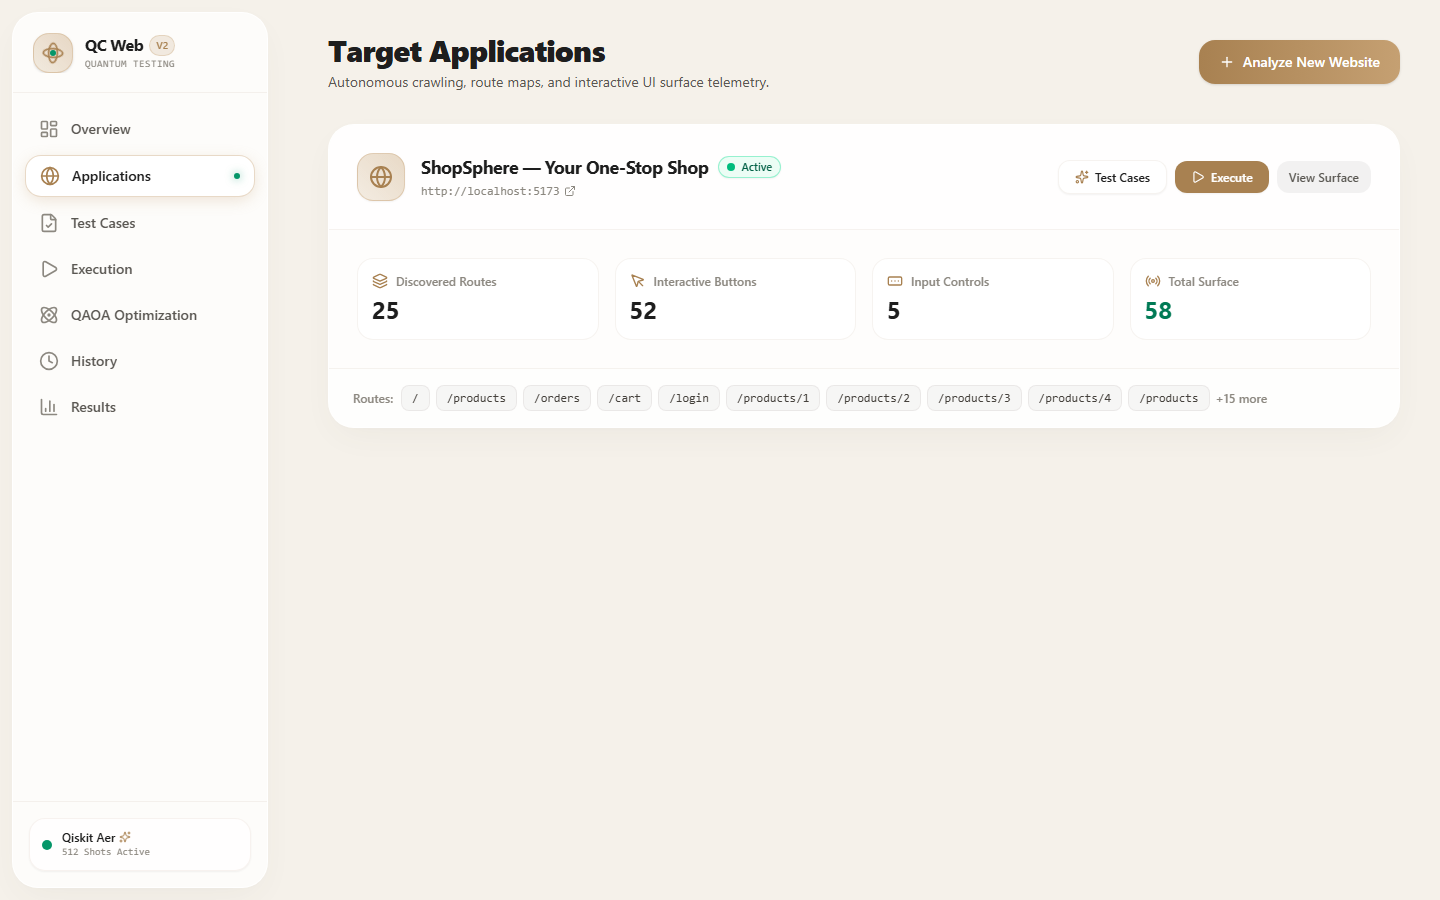 QC Web V2
QUANTUM TESTING
Overview
Applications
Test Cases
Execution
QAOA Optimization
History
Results
Qiskit Aer
512 Shots Active
Target Applications
Autonomous crawling, route maps, and interactive UI surface telemetry.
Analyze New Website
ShopSphere — Your One-Stop Shop Active
http://localhost:5173
Test Cases Execute View Surface
Discovered Routes
25
Interactive Buttons
52
Input Controls
5
Total Surface
58
Routes: / /products /orders /cart /login /products/1 /products/2 /products/3 /products/4 /products +15 more